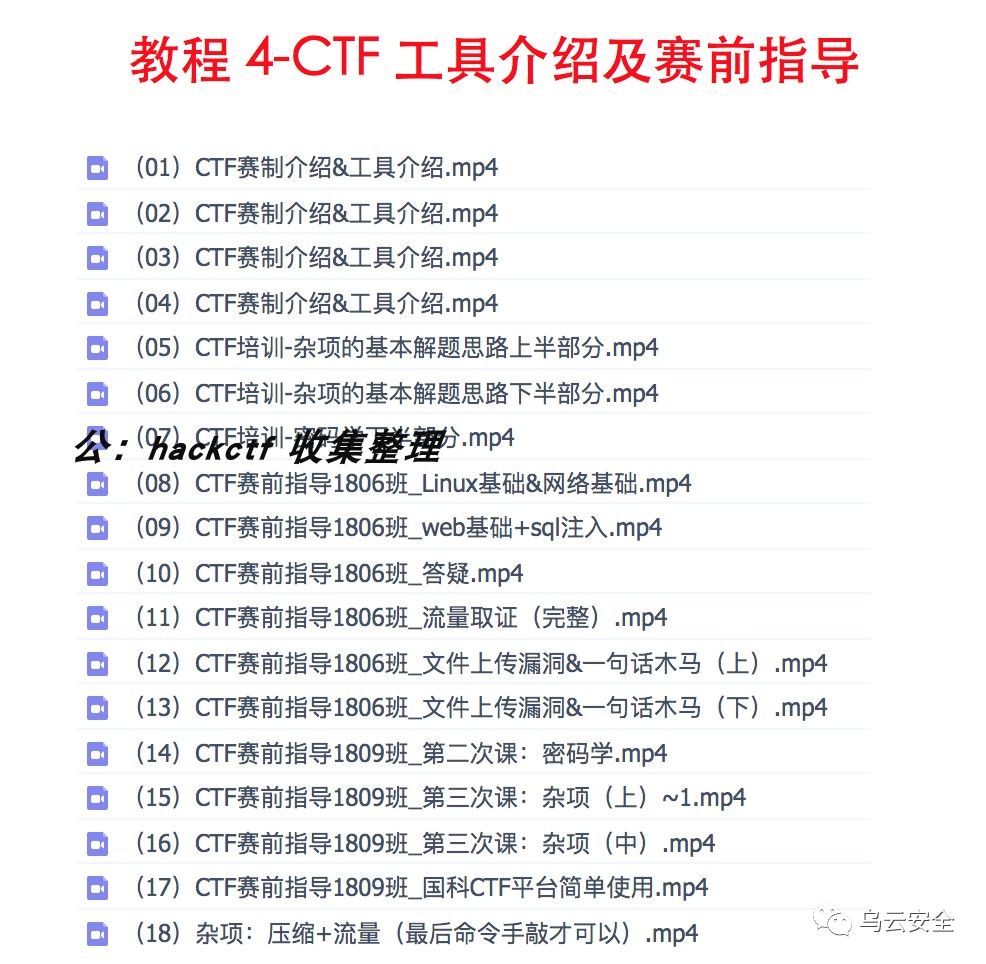 教程 4-CTF 工具介绍及赛前指导
（01）CTF赛制介绍&工具介绍.mp4
（02）CTF赛制介绍&工具介绍.mp4
（03）CTF赛制介绍&工具介绍.mp4
（04）CTF赛制介绍&工具介绍.mp4
（05）CTF培训-杂项的基本解题思路上半部分.mp4
（06）CTF培训-杂项的基本解题思路下半部分.mp4
（07）CTF培训-密码学下半部分.mp4
公：hackctf 收集整理
（08）CTF赛前指导1806班_Linux基础&网络基础.mp4
（09）CTF赛前指导1806班_web基础+sql注入.mp4
（10）CTF赛前指导1806班_答疑.mp4
（11）CTF赛前指导1806班_流量取证（完整）.mp4
（12）CTF赛前指导1806班_文件上传漏洞&一句话木马（上）.mp4
（13）CTF赛前指导1806班_文件上传漏洞&一句话木马（下）.mp4
（14）CTF赛前指导1809班_第二次课：密码学.mp4
（15）CTF赛前指导1809班_第三次课：杂项（上）~1.mp4
（16）CTF赛前指导1809班_第三次课：杂项（中）.mp4
（17）CTF赛前指导1809班_国科CTF平台简单使用.mp4
（18）杂项：压缩+流量（最后命令手敲才可以）.mp4
乌云安全